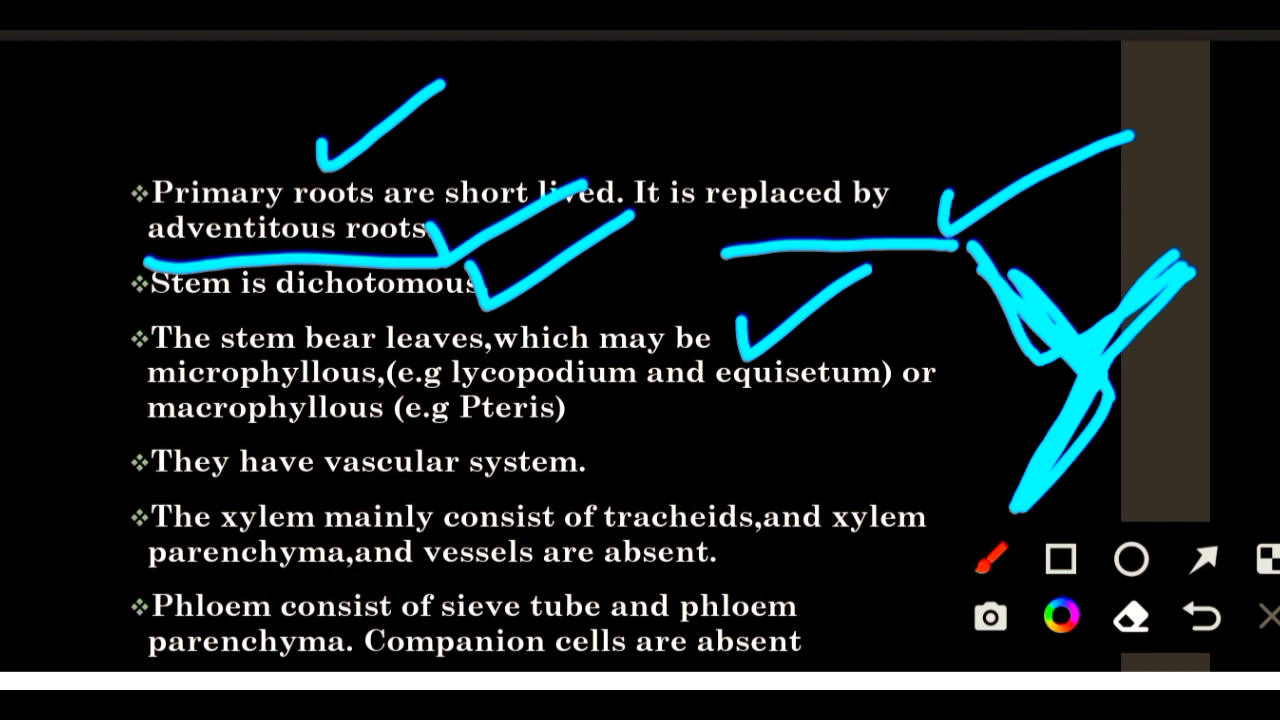 ❖Primary roots are short lived. It is replaced by
adventitous roots
❖Stem is dichotomous
❖The stem bear leaves,which may be
microphyllous,(e.g lycopodium and equisetum) or
macrophyllous (e.g Pteris)
❖They have vascular system.
❖The xylem mainly consist of tracheids,and xylem
parenchyma,and vessels are absent.
❖Phloem consist of sieve tube and phloem
parenchyma. Companion cells are absent